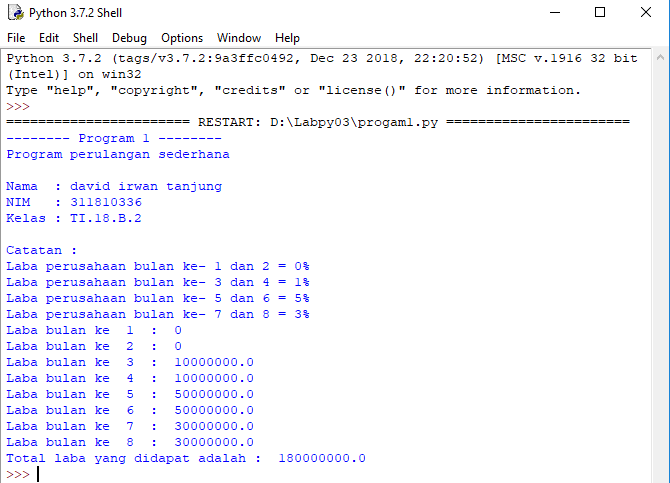 Python 3.7.2 Shell
File Edit Shell Debug Options Window Help
Python 3.7.2 (tags/v3.7.2:9a3ffc0492, Dec 23 2018, 22:20:52) [MSC v.1916 32 bit
(Intel)] on win32
Type "help", "copyright", "credits" or "license()" for more information.
>>>
======================= RESTART: D:\Labpy03\progam1.py =======================
-------- Program 1 --------
Program perulangan sederhana
Nama  : david irwan tanjung
NIM   : 311810336
Kelas : TI.18.B.2
Catatan :
Laba perusahaan bulan ke- 1 dan 2 = 0%
Laba perusahaan bulan ke- 3 dan 4 = 1%
Laba perusahaan bulan ke- 5 dan 6 = 5%
Laba perusahaan bulan ke- 7 dan 8 = 3%
Laba bulan ke  1  :  0
Laba bulan ke  2  :  0
Laba bulan ke  3  :  10000000.0
Laba bulan ke  4  :  10000000.0
Laba bulan ke  5  :  50000000.0
Laba bulan ke  6  :  50000000.0
Laba bulan ke  7  :  30000000.0
Laba bulan ke  8  :  30000000.0
Total laba yang didapat adalah :  180000000.0
>>>